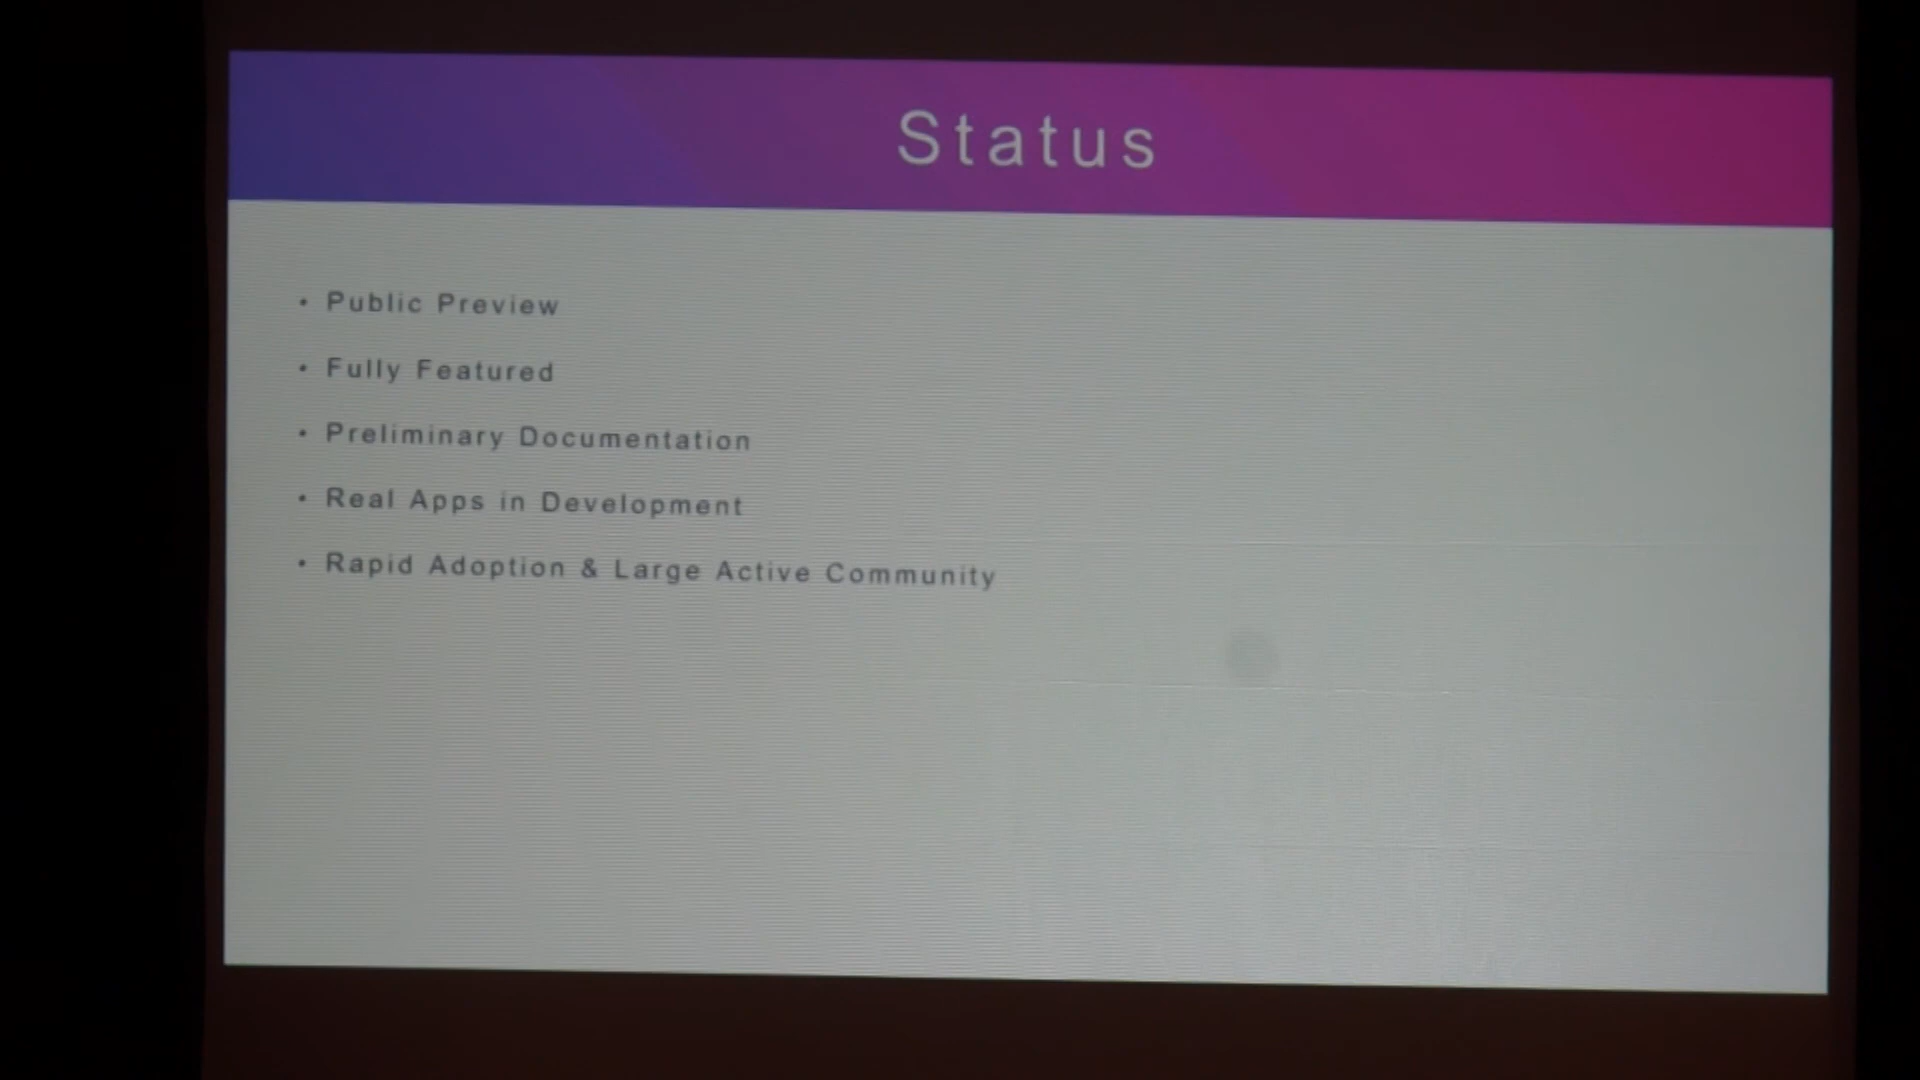 Status
• Public Preview
• Fully Featured
• Preliminary Documentation
• Real Apps in Development
• Rapid Adoption & Large Active Community